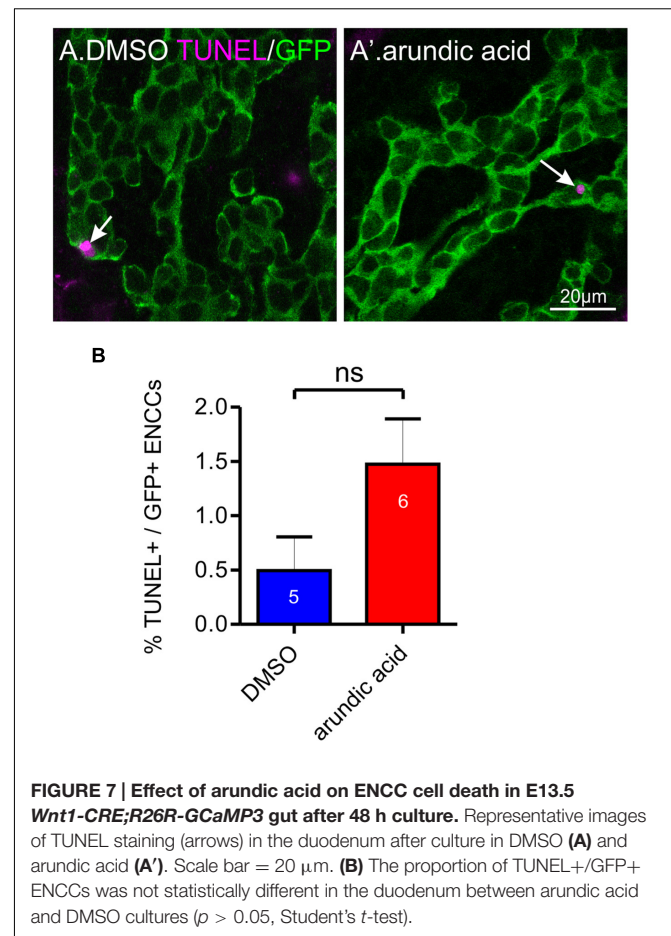 A.DMSO TUNEL/GFP
A'.arundic acid
20μm
B
ns
% TUNEL+ / GFP+ ENCCs
2.0
1.5
1.0
0.5
0.0
5
6
DMSO
arundic acid
FIGURE 7 | Effect of arundic acid on ENCC cell death in E13.5
Wnt1-CRE;R26R-GCaMP3 gut after 48 h culture. Representative images
of TUNEL staining (arrows) in the duodenum after culture in DMSO (A) and
arundic acid (A′). Scale bar = 20 μm. (B) The proportion of TUNEL+/GFP+
ENCCs was not statistically different in the duodenum between arundic acid
and DMSO cultures (p > 0.05, Student's t-test).